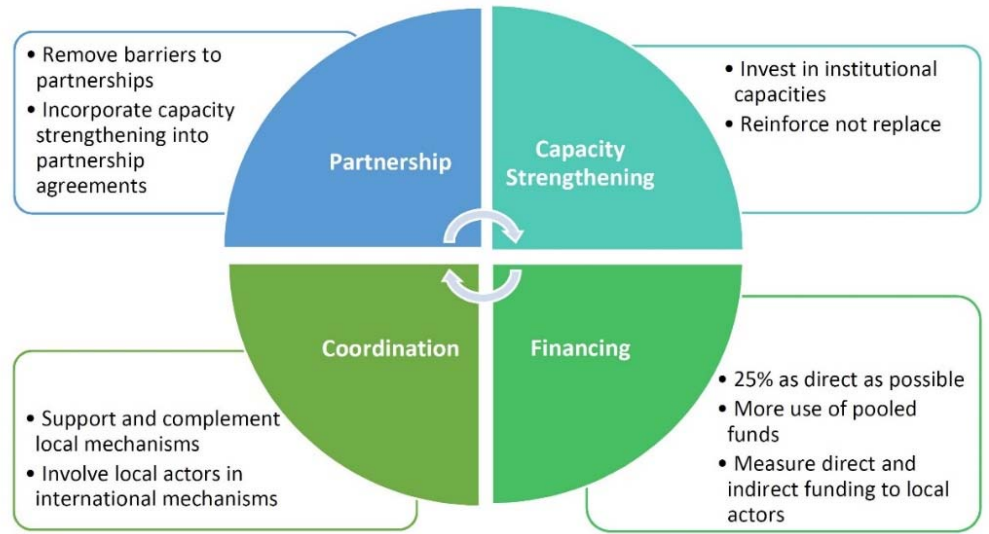 • Remove barriers to
partnerships
• Incorporate capacity
strengthening into
partnership
agreements
Partnership
Capacity
Strengthening
• Invest in institutional
capacities
• Reinforce not replace
Coordination
• Support and complement
local mechanisms
• Involve local actors in
international mechanisms
Financing
• 25% as direct as possible
• More use of pooled
funds
• Measure direct and
indirect funding to local
actors